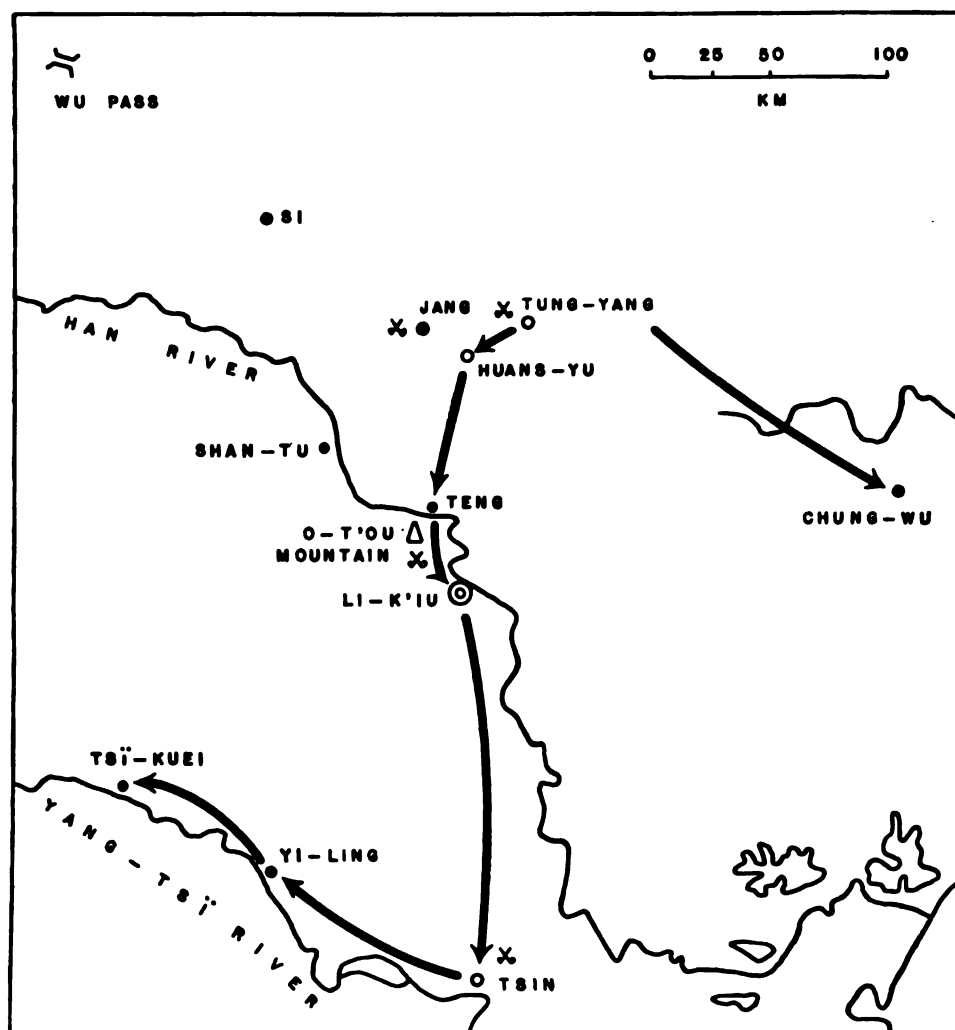 0 25 50 100
KM
WU PASS
SI
JANG
TUNG-YANG
HAN RIVER
HUANS-YU
SHAN-TU
TENG
CHUNG-WU
O-T'OU
MOUNTAIN
LI-K'IU
TSÏ-KUEI
YANG-TSÏ RIVER
YI-LING
TSIN